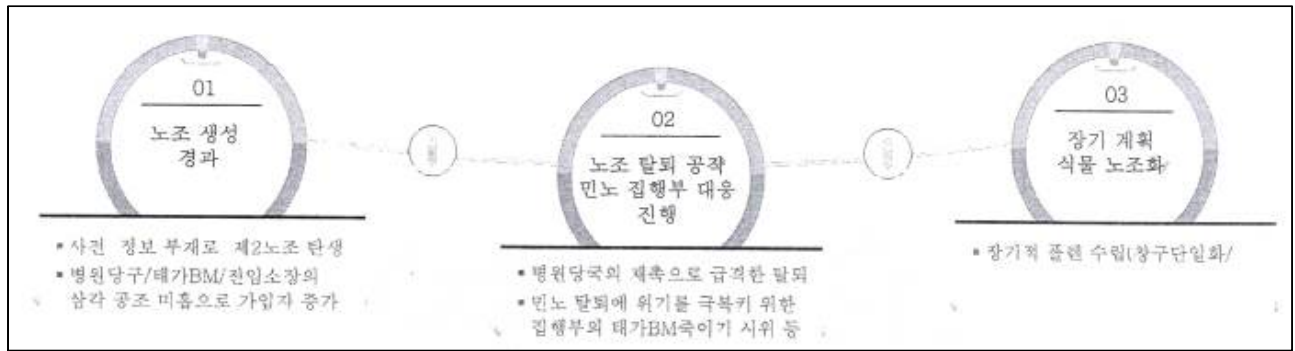 01
노조 생성
경과
▪ 사전 정보 부재로 제2노조 탄생
▪ 병원당구/태가BM/전임소장의
삼각 공조 미흡으로 가입자 증가
02
노조 탈퇴 공작
민노 집행부 대응
진행
▪ 병원당국의 재촉으로 급격한 탈퇴
▪ 민노 탈퇴에 위기를 극복키 위한
집행부의 태가BM죽이기 시위 등
03
장기 계획
식물 노조화
▪ 장기적 플렌 수립(창구단일화/